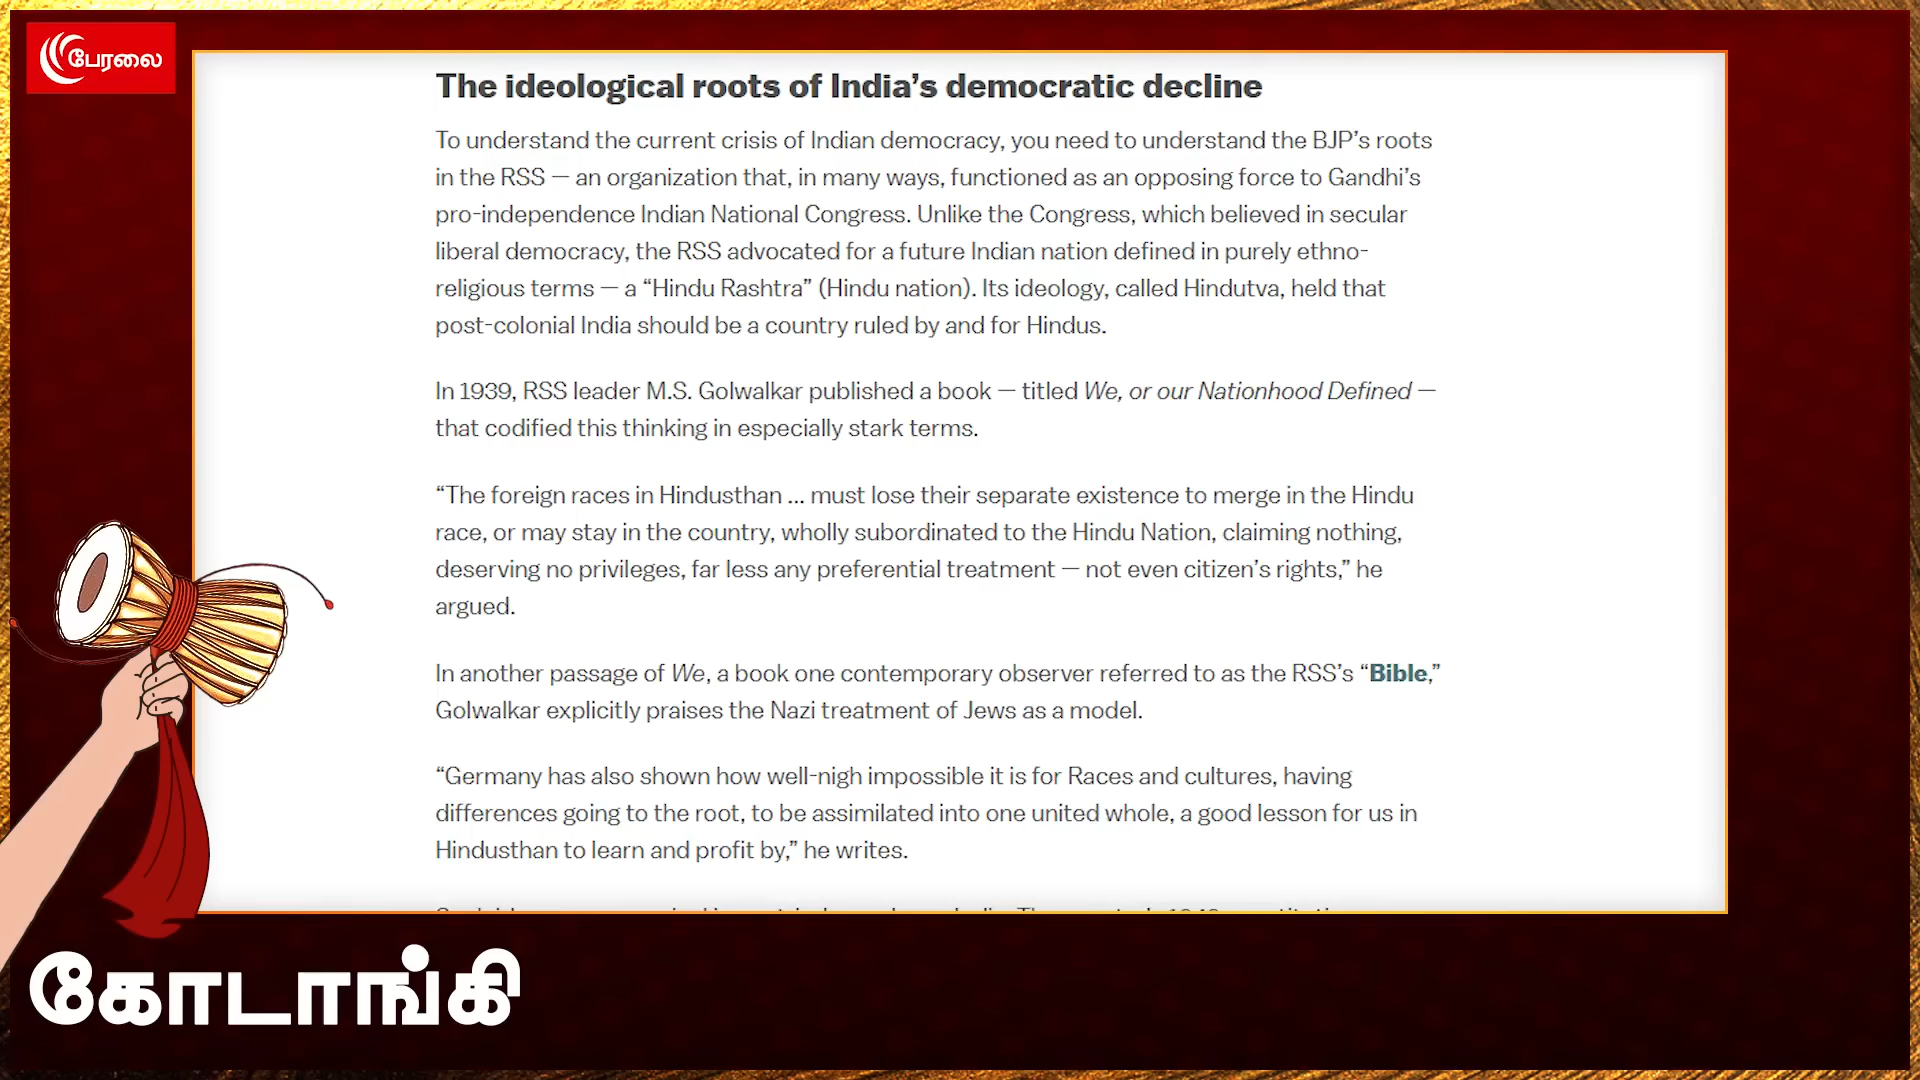 பேரலை
The ideological roots of India’s democratic decline
To understand the current crisis of Indian democracy, you need to understand the BJP’s roots
in the RSS — an organization that, in many ways, functioned as an opposing force to Gandhi’s
pro-independence Indian National Congress. Unlike the Congress, which believed in secular
liberal democracy, the RSS advocated for a future Indian nation defined in purely ethno-
religious terms — a “Hindu Rashtra” (Hindu nation). Its ideology, called Hindutva, held that
post-colonial India should be a country ruled by and for Hindus.
In 1939, RSS leader M.S. Golwalkar published a book — titled We, or our Nationhood Defined —
that codified this thinking in especially stark terms.
“The foreign races in Hindusthan ... must lose their separate existence to merge in the Hindu
race, or may stay in the country, wholly subordinated to the Hindu Nation, claiming nothing,
deserving no privileges, far less any preferential treatment — not even citizen’s rights,” he
argued.
In another passage of We, a book one contemporary observer referred to as the RSS’s “Bible,”
Golwalkar explicitly praises the Nazi treatment of Jews as a model.
“Germany has also shown how well-nigh impossible it is for Races and cultures, having
differences going to the root, to be assimilated into one united whole, a good lesson for us in
Hindusthan to learn and profit by,” he writes.
கோடாங்கி